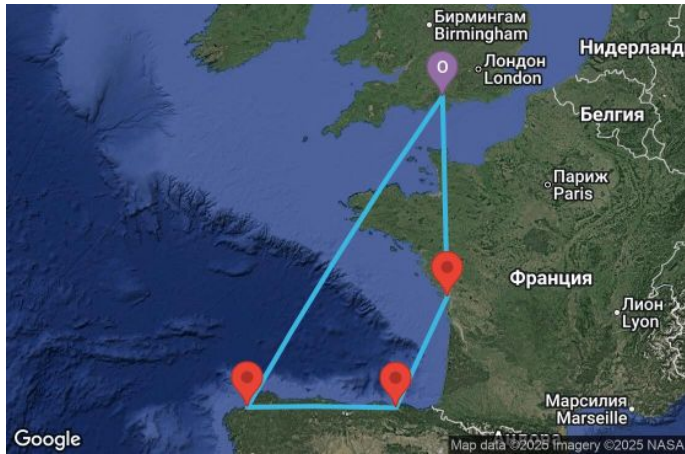 Бирмингам
Birmingham
Нидерланд
O
Лондон
London
Белгия
Париж
Paris
Франция
Лион
Lyon
Марсилия
Marseille
Google
Map data ©2025 Imagery ©2025 NASA